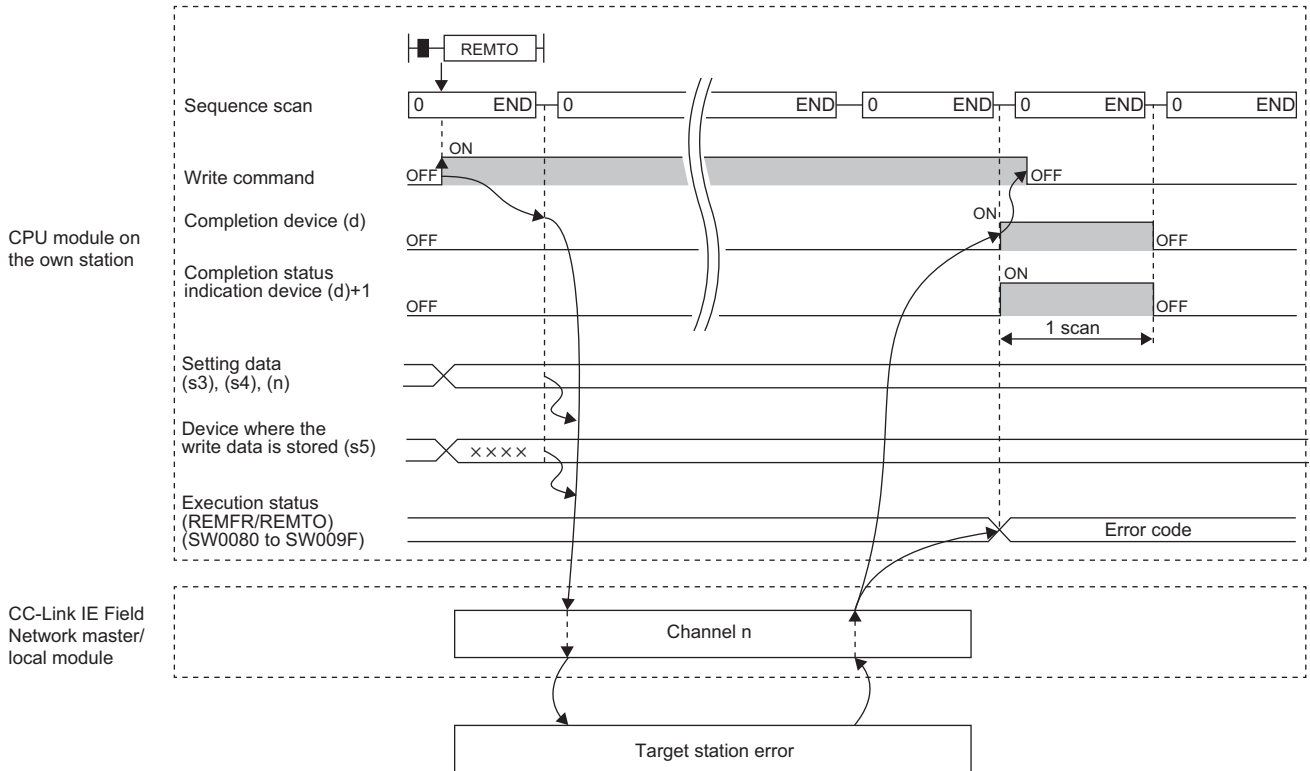 REMTO
Sequence scan
0 END 0 END 0 END 0 END 0 END
ON
Write command
OFF
OFF
Completion device (d)
ON
OFF
OFF
CPU module on
the own station
Completion status
indication device (d)+1
ON
OFF
OFF
1 scan
Setting data
(s3), (s4), (n)
Device where the
write data is stored (s5)
××××
Execution status
(REMFR/REMTO)
(SW0080 to SW009F)
Error code
CC-Link IE Field
Network master/
local module
Channel n
Target station error